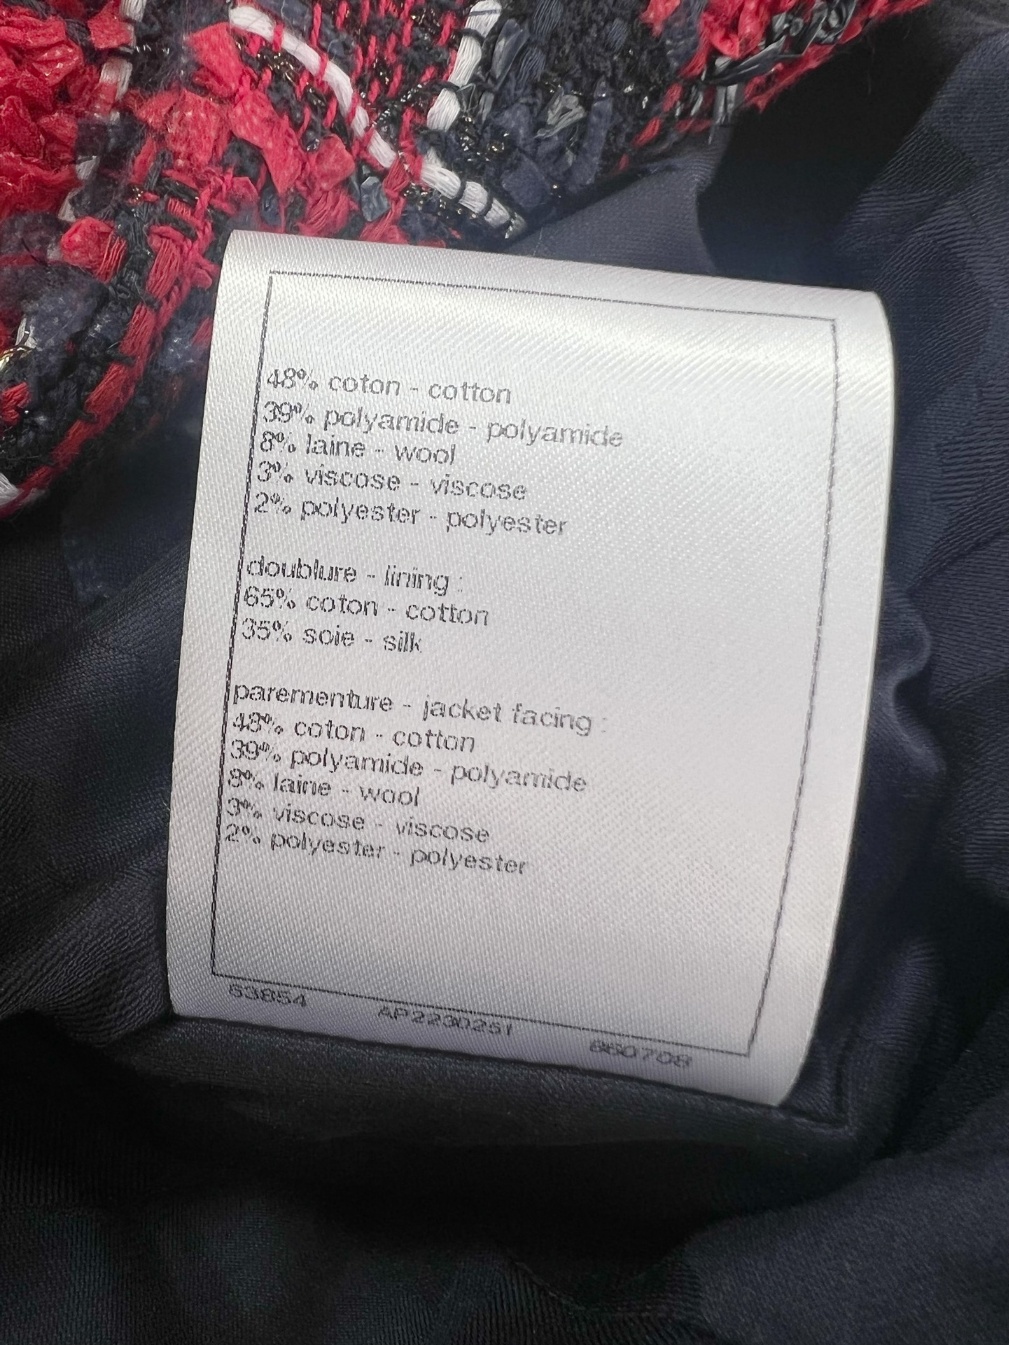 48% coton - cotton
39% polyamide - polyamide
8% laine - wool
3% viscose - viscose
2% polyester - polyester
doublure - lining :
65% coton - cotton
35% soie - silk
parementure - jacket facing :
48% coton - cotton
39% polyamide - polyamide
8% laine - wool
3% viscose - viscose
2% polyester - polyester
63854 AP2230251 860708